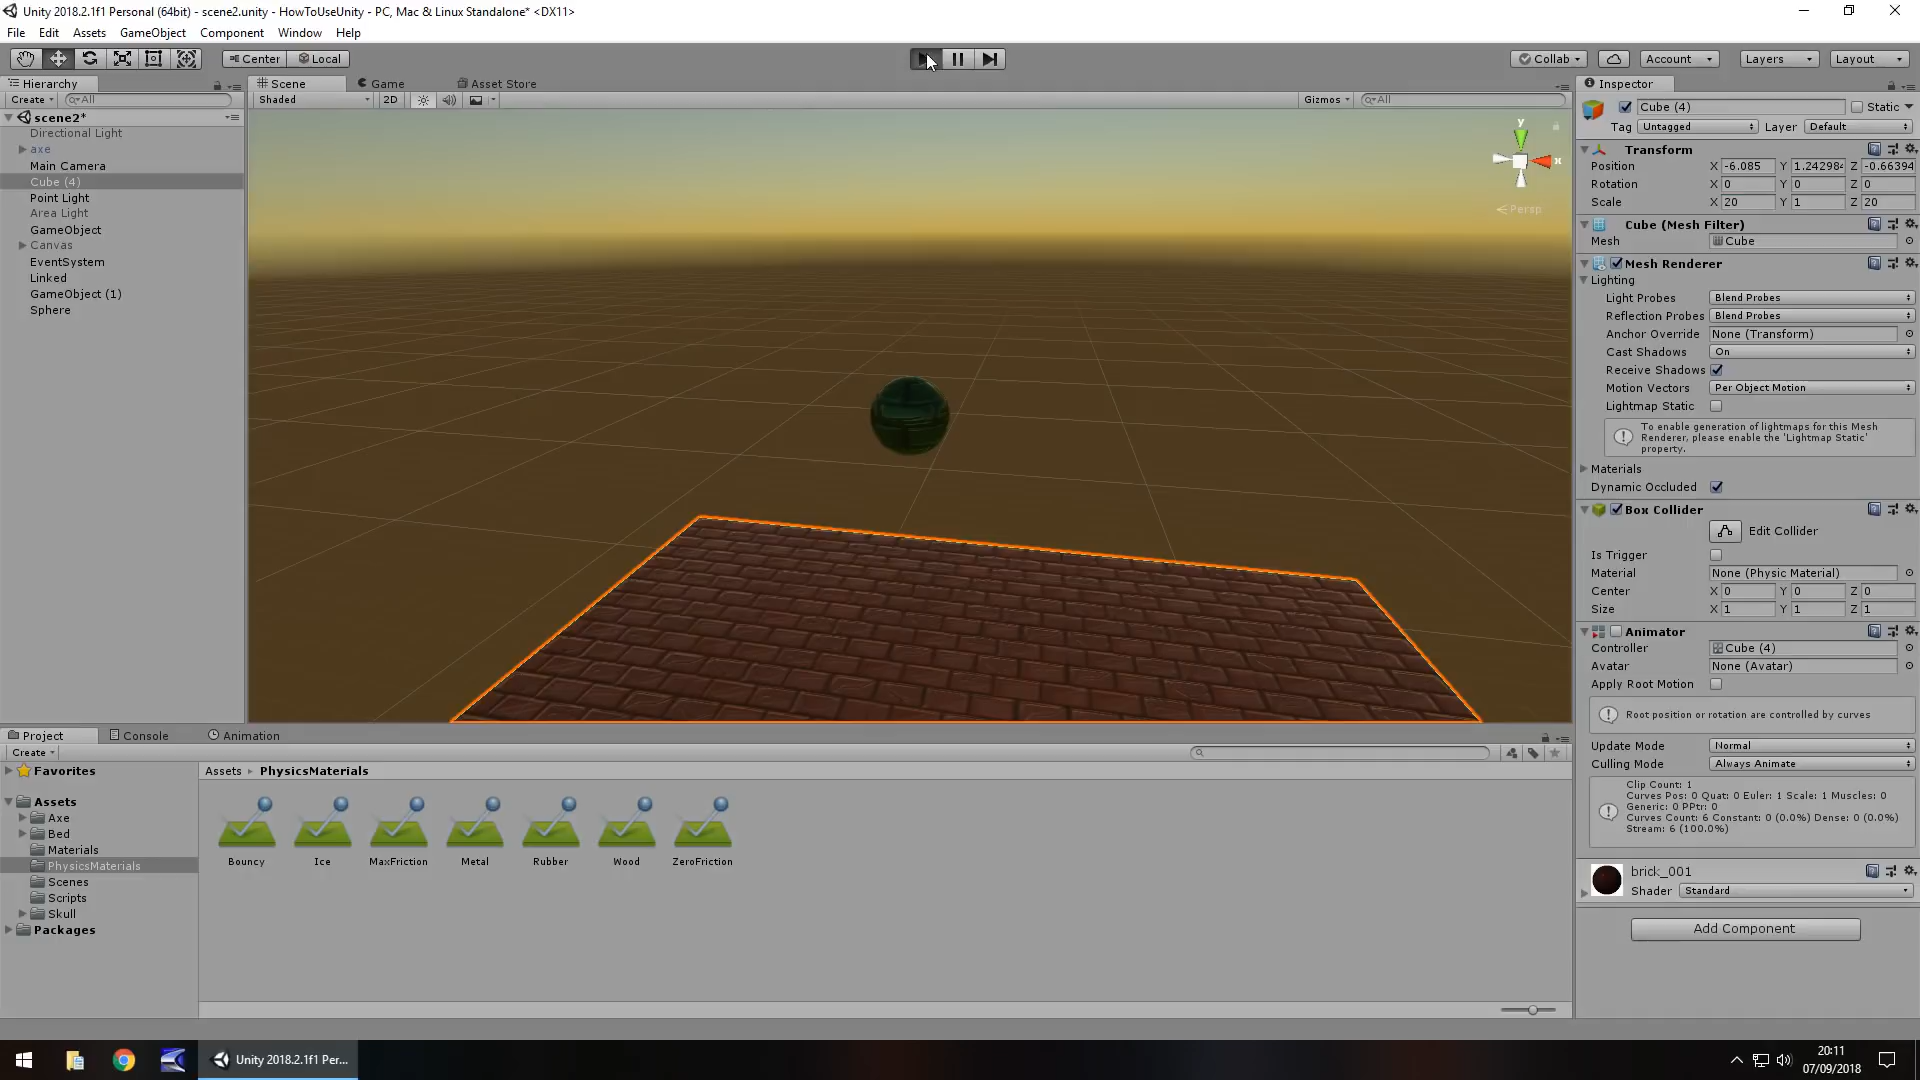 Unity 2018.2.1f1 Personal (64bit) - scene2.unity - HowToUseUnity - PC, Mac & Linux Standalone* <DX11>
File Edit Assets GameObject Component Window Help
Center Local Collab Account Layers Layout
Hierarchy Scene Game Asset Store Inspector
Create All Shaded 2D Gizmos All
scene2*
Directional Light
axe
Main Camera
Cube (4)
Point Light
Area Light
GameObject
Canvas
EventSystem
Linked
GameObject (1)
Sphere
y
x
Persp
Cube (4) Static
Tag Untagged Layer Default
Transform
Position X -6.085 Y 1.242984 Z -0.66394
Rotation X 0 Y 0 Z 0
Scale X 20 Y 1 Z 20
Cube (Mesh Filter)
Mesh Cube
Mesh Renderer
Lighting
Light Probes Blend Probes
Reflection Probes Blend Probes
Anchor Override None (Transform)
Cast Shadows On
Receive Shadows
Motion Vectors Per Object Motion
Lightmap Static
To enable generation of lightmaps for this Mesh
Renderer, please enable the 'Lightmap Static'
property.
Materials
Dynamic Occluded
Box Collider
Edit Collider
Is Trigger
Material None (Physic Material)
Center X 0 Y 0 Z 0
Size X 1 Y 1 Z 1
Animator
Controller Cube (4)
Avatar None (Avatar)
Apply Root Motion
Root position or rotation are controlled by curves
Update Mode Normal
Culling Mode Always Animate
Clip Count: 1
Curves Pos: 0 Quat: 0 Euler: 1 Scale: 1 Muscles: 0
Generic: 0 PPtr: 0
Curves Count: 6 Constant: 0 (0.0%) Dense: 0 (0.0%)
Stream: 6 (100.0%)
brick_001
Shader Standard
Add Component
Project Console Animation
Create
Favorites
Assets
Axe
Bed
Materials
PhysicsMaterials
Scenes
Scripts
Skull
Packages
Assets PhysicsMaterials
Bouncy Ice MaxFriction Metal Rubber Wood ZeroFriction
Unity 2018.2.1f1 Per...
20:11
07/09/2018